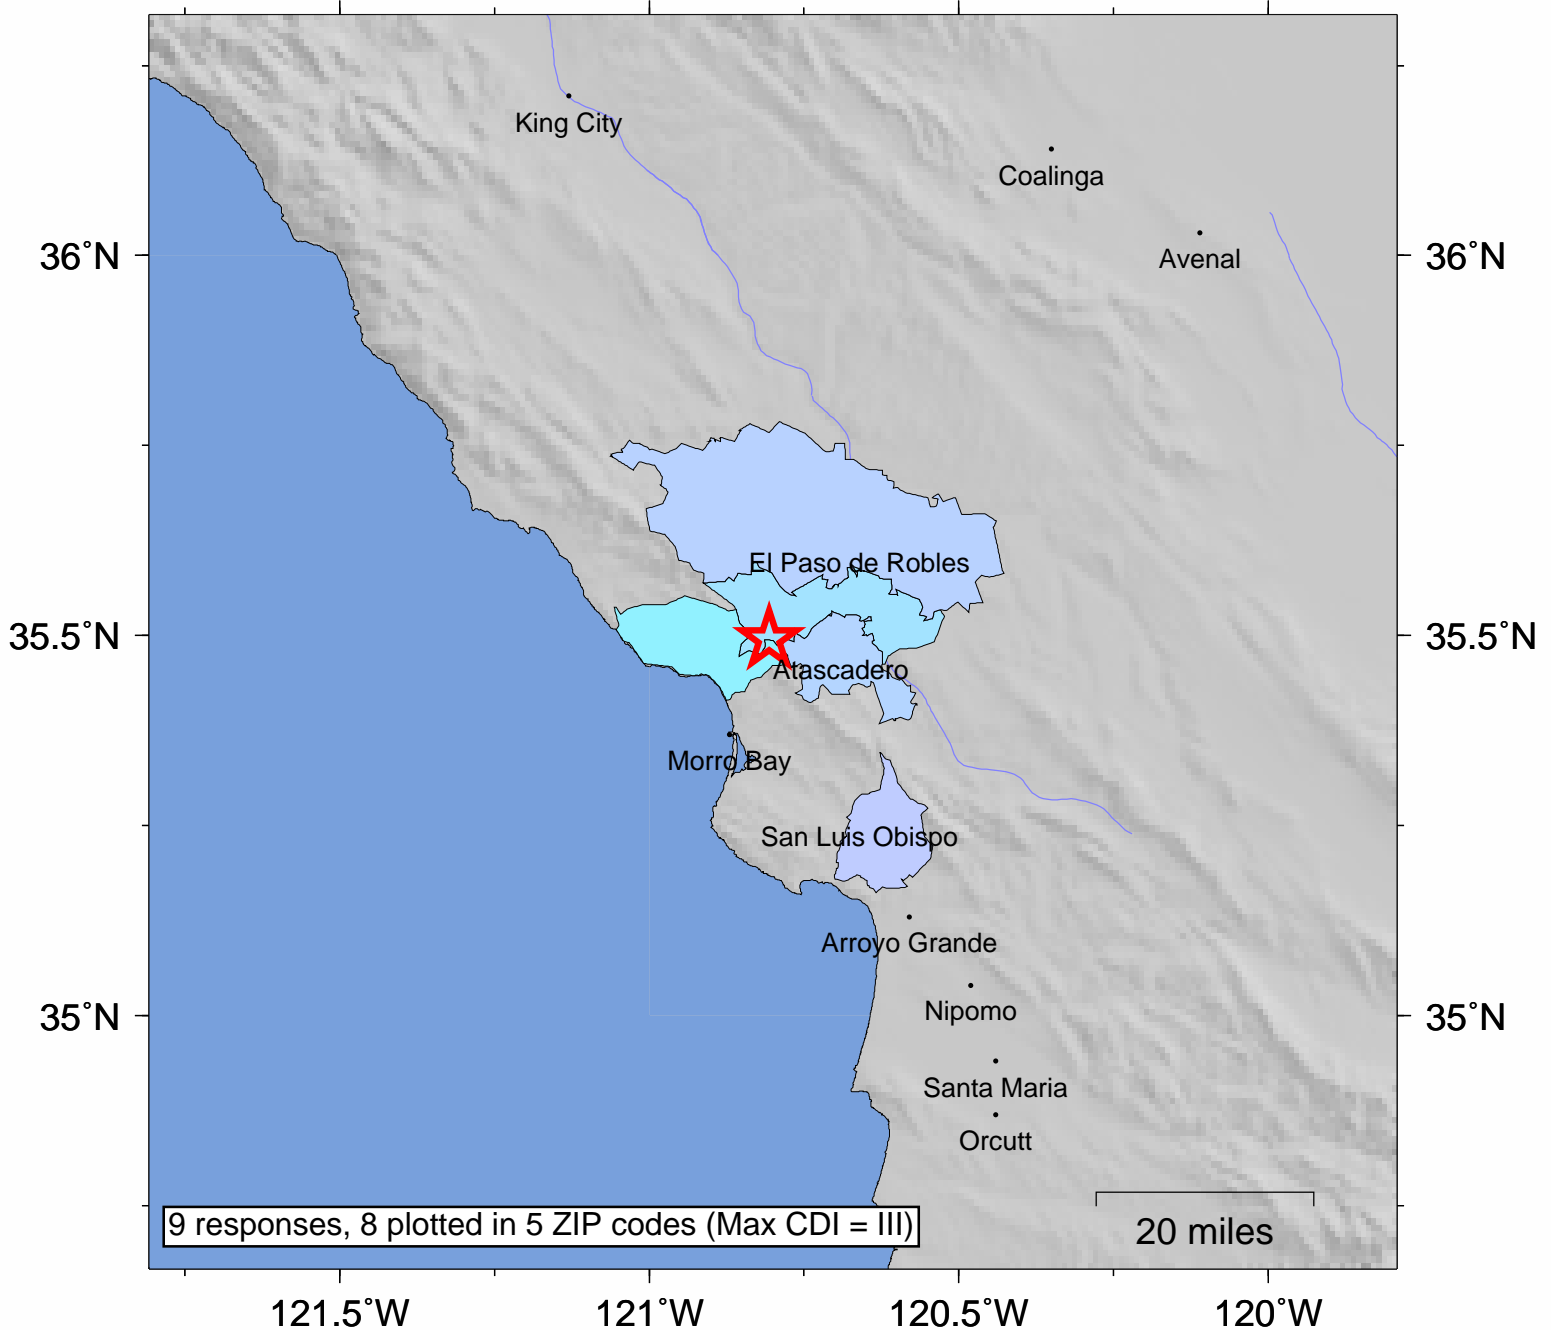 King City
Coalinga
Avenal
36˚N
36˚N
El Paso de Robles
35.5˚N
35.5˚N
Atascadero
Morro Bay
San Luis Obispo
Arroyo Grande
Nipomo
35˚N
35˚N
Santa Maria
Orcutt
9 responses, 8 plotted in 5 ZIP codes (Max CDI = III)
20 miles
121.5˚W
121˚W
120.5˚W
120˚W